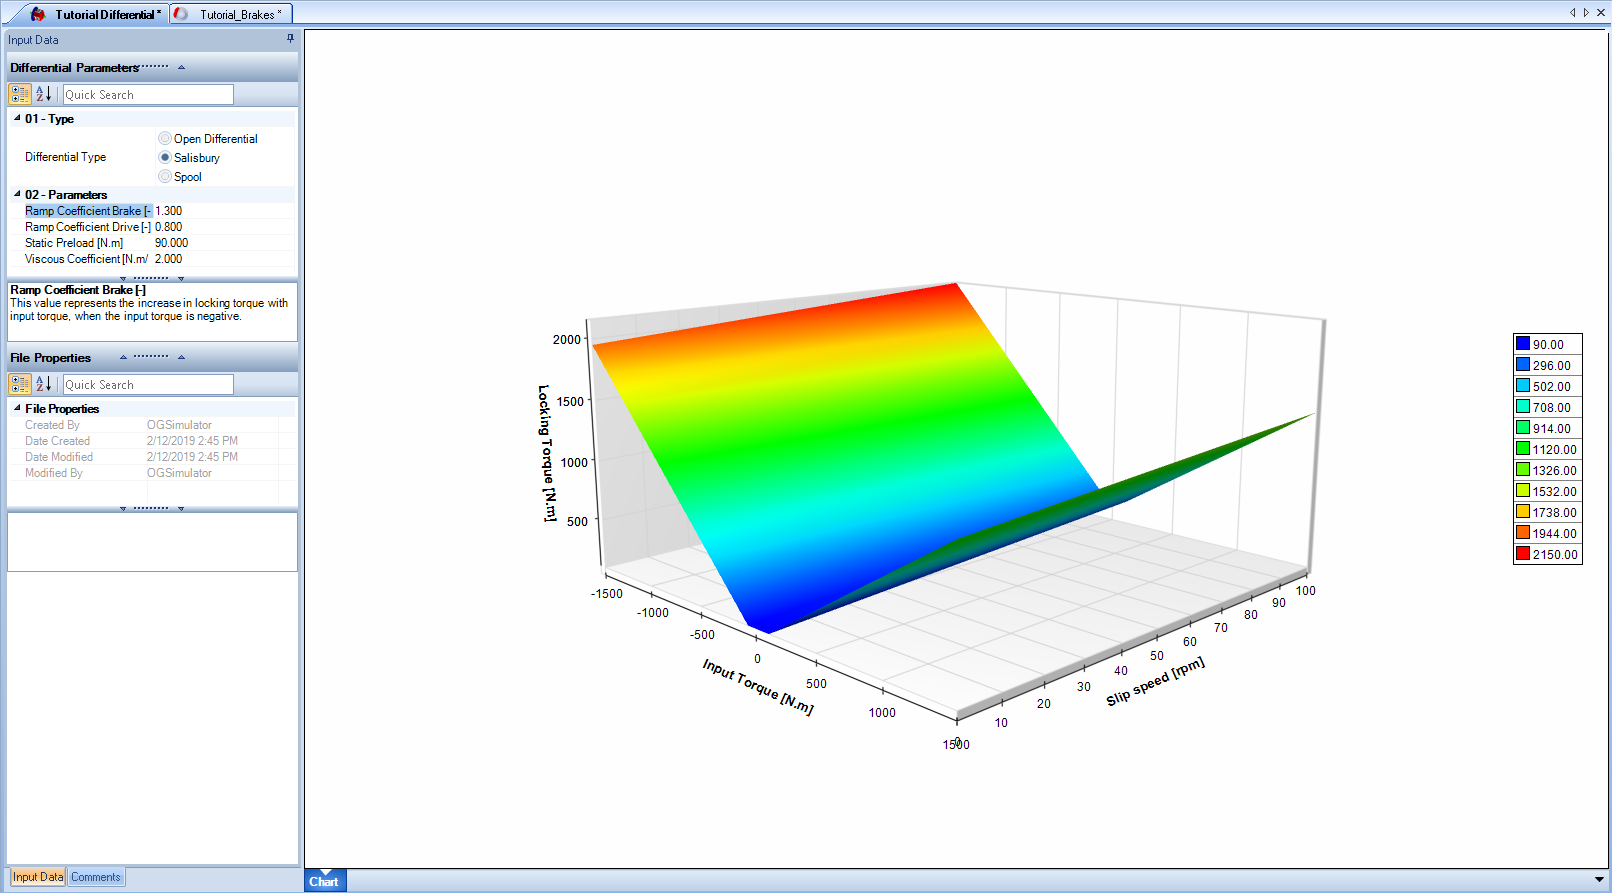 Tutorial Differential *
Tutorial_Brakes *
Input Data
Differential Parameters
Quick Search
01 - Type
Differential Type
Open Differential
Salisbury
Spool
02 - Parameters
Ramp Coefficient Brake [- 1.300
Ramp Coefficient Drive [-] 0.800
Static Preload [N.m] 90.000
Viscous Coefficient [N.m/ 2.000
Ramp Coefficient Brake [-]
This value represents the increase in locking torque with
input torque, when the input torque is negative.
File Properties
Quick Search
File Properties
Created By OGSimulator
Date Created 2/12/2019 2:45 PM
Date Modified 2/12/2019 2:45 PM
Modified By OGSimulator
Input Data
Comments
Chart
Locking Torque [N.m]
2000
1500
1000
500
-1500
-1000
-500
0
500
1000
1500
Input Torque [N.m]
0
10
20
30
40
50
60
70
80
90
100
Slip speed [rpm]
90.00
296.00
502.00
708.00
914.00
1120.00
1326.00
1532.00
1738.00
1944.00
2150.00